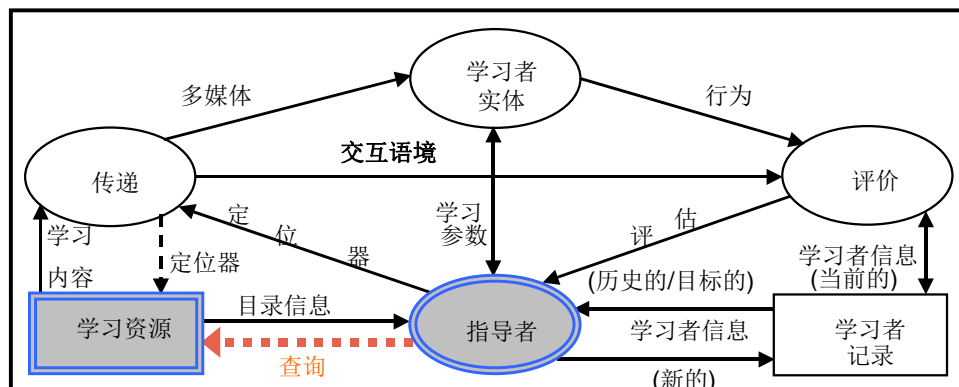 学习者
实体
多媒体
行为
交互语境
传递
评价
学习
参数
定位器
评估
学习
内容
定位器
学习者信息
(当前的)
(历史的/目标的)
目录信息
学习资源
指导者
学习者信息
学习者
记录
查询
(新的)